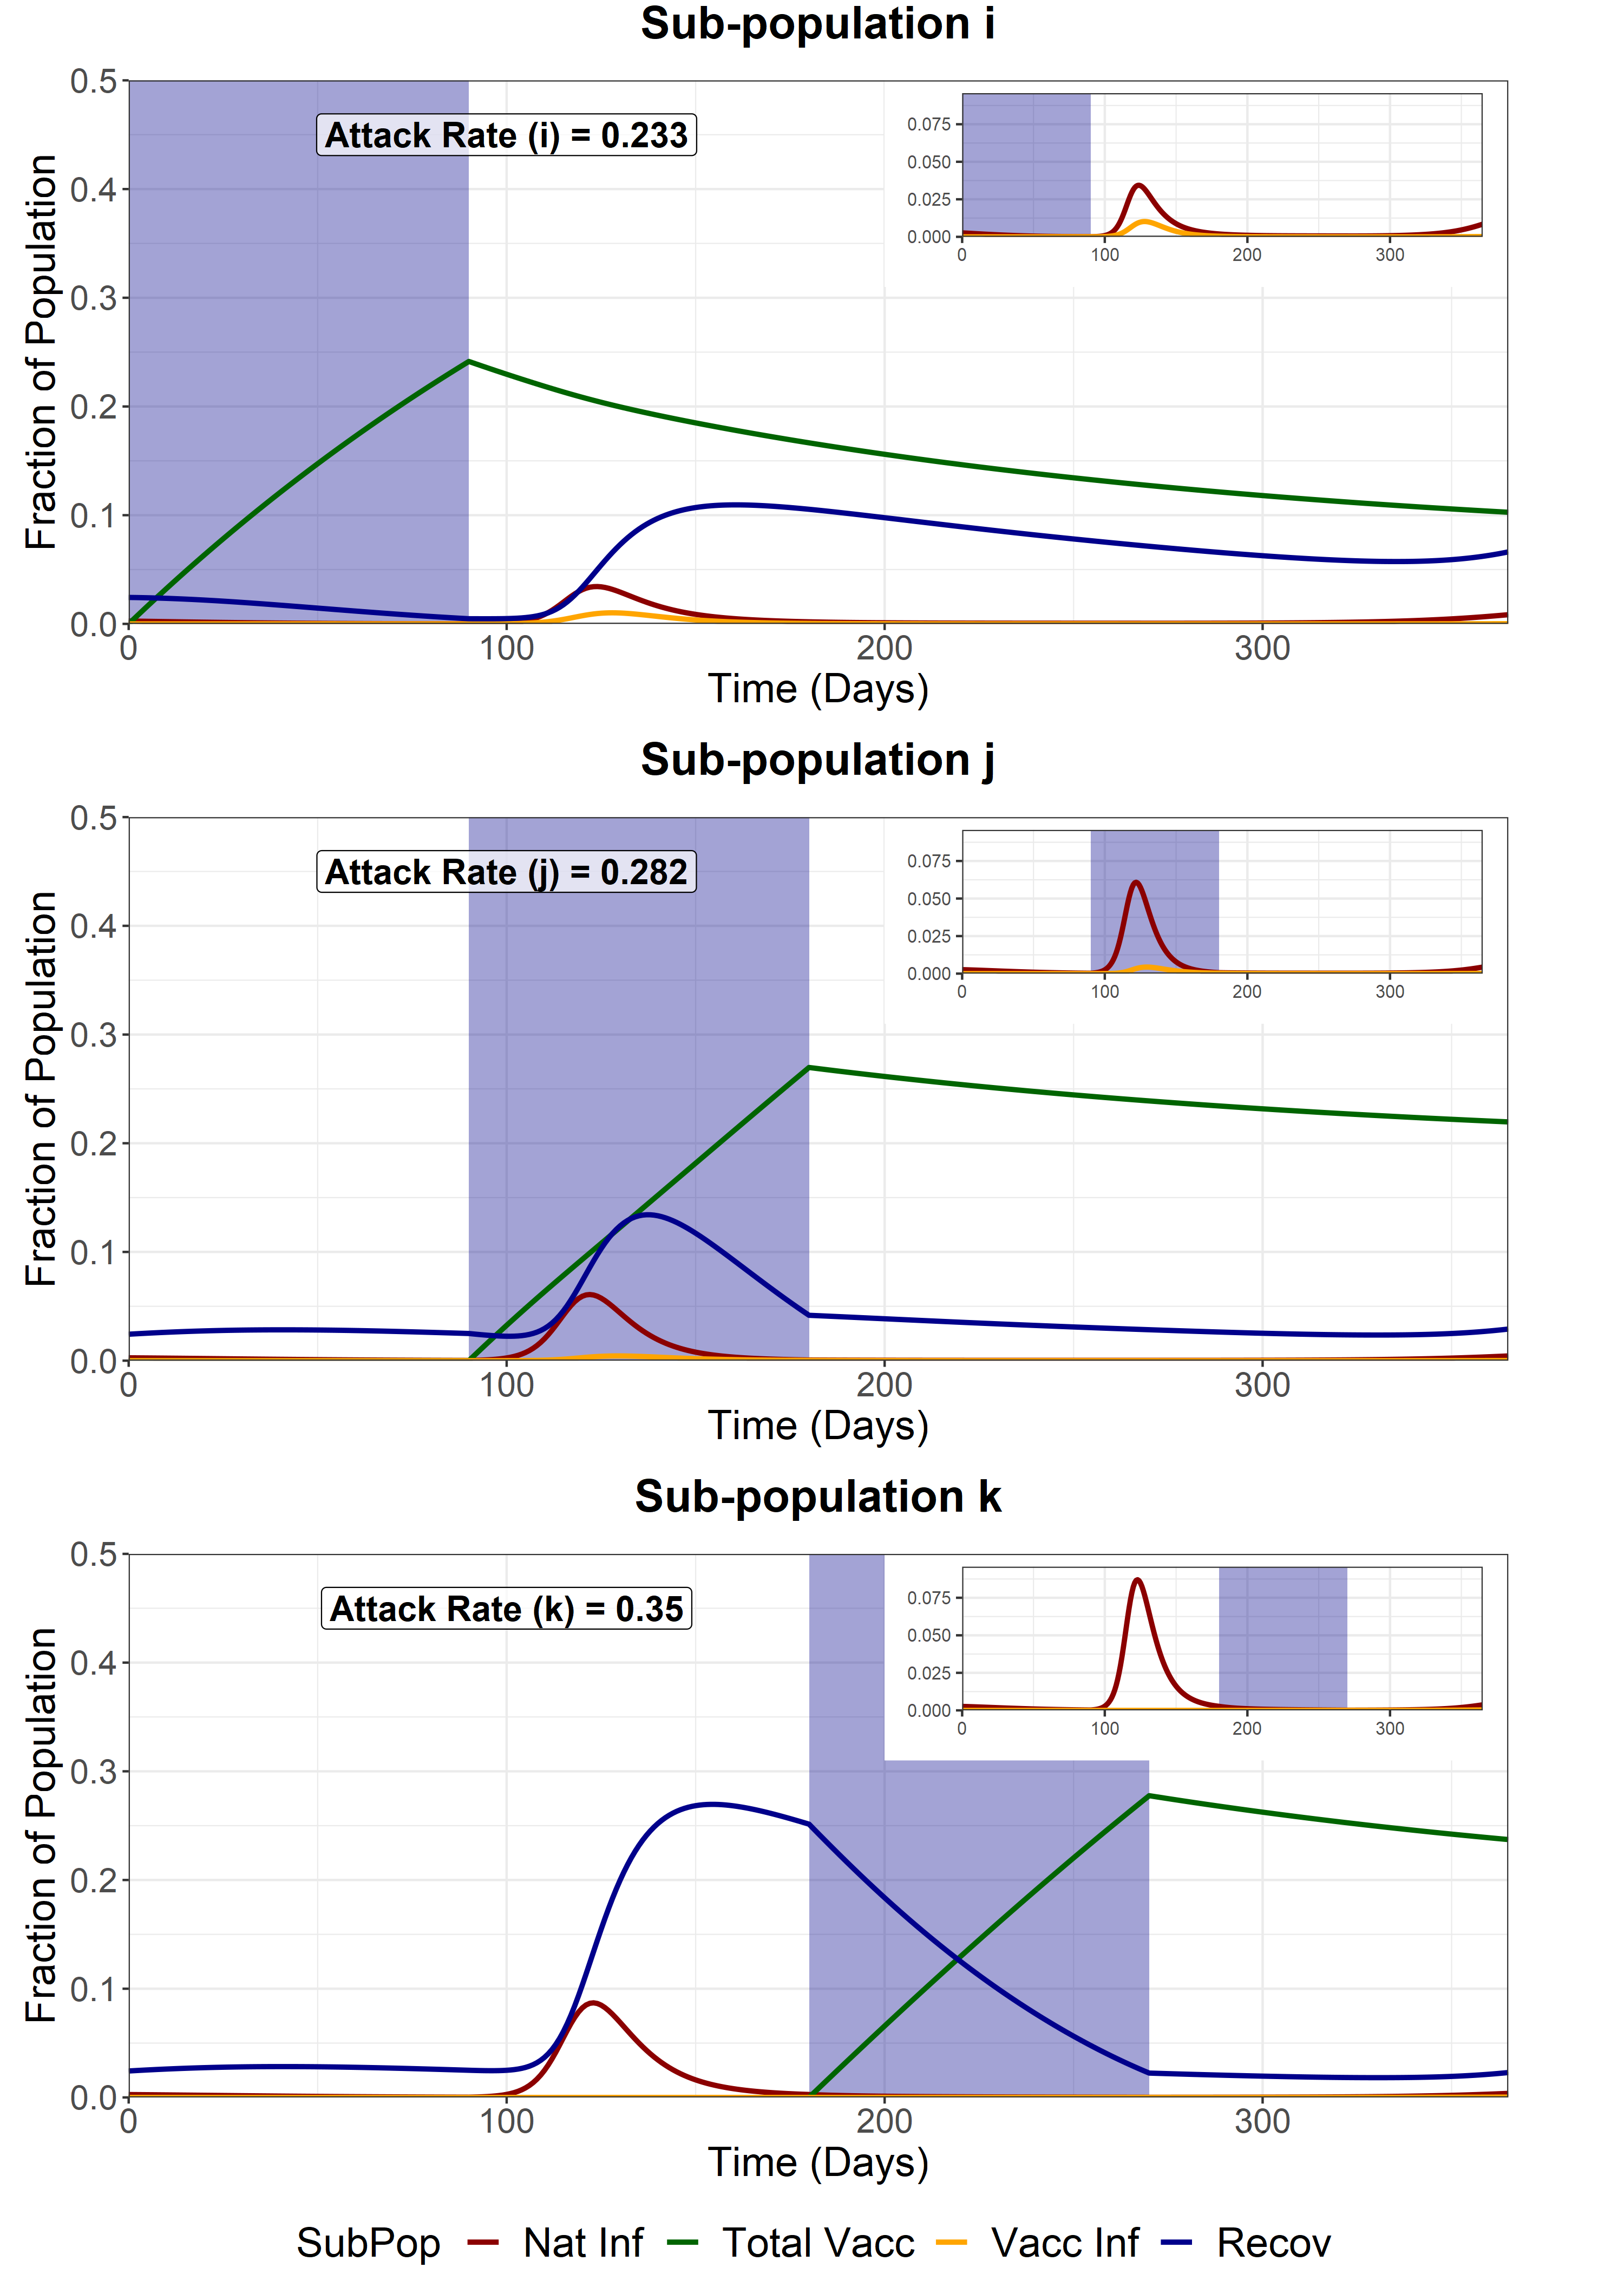 Sub-population i
Fraction of Population
0.5
0.4
0.3
0.2
0.1
0.0
Attack Rate (i) = 0.233
0.075
0.050
0.025
0.000
0 100 200 300
0 100 200 300
Time (Days)
Sub-population j
Fraction of Population
0.5
0.4
0.3
0.2
0.1
0.0
Attack Rate (j) = 0.282
0.075
0.050
0.025
0.000
0 100 200 300
0 100 200 300
Time (Days)
Sub-population k
Fraction of Population
0.5
0.4
0.3
0.2
0.1
0.0
Attack Rate (k) = 0.35
0.075
0.050
0.025
0.000
0 100 200 300
0 100 200 300
Time (Days)
SubPop Nat Inf Total Vacc Vacc Inf Recov